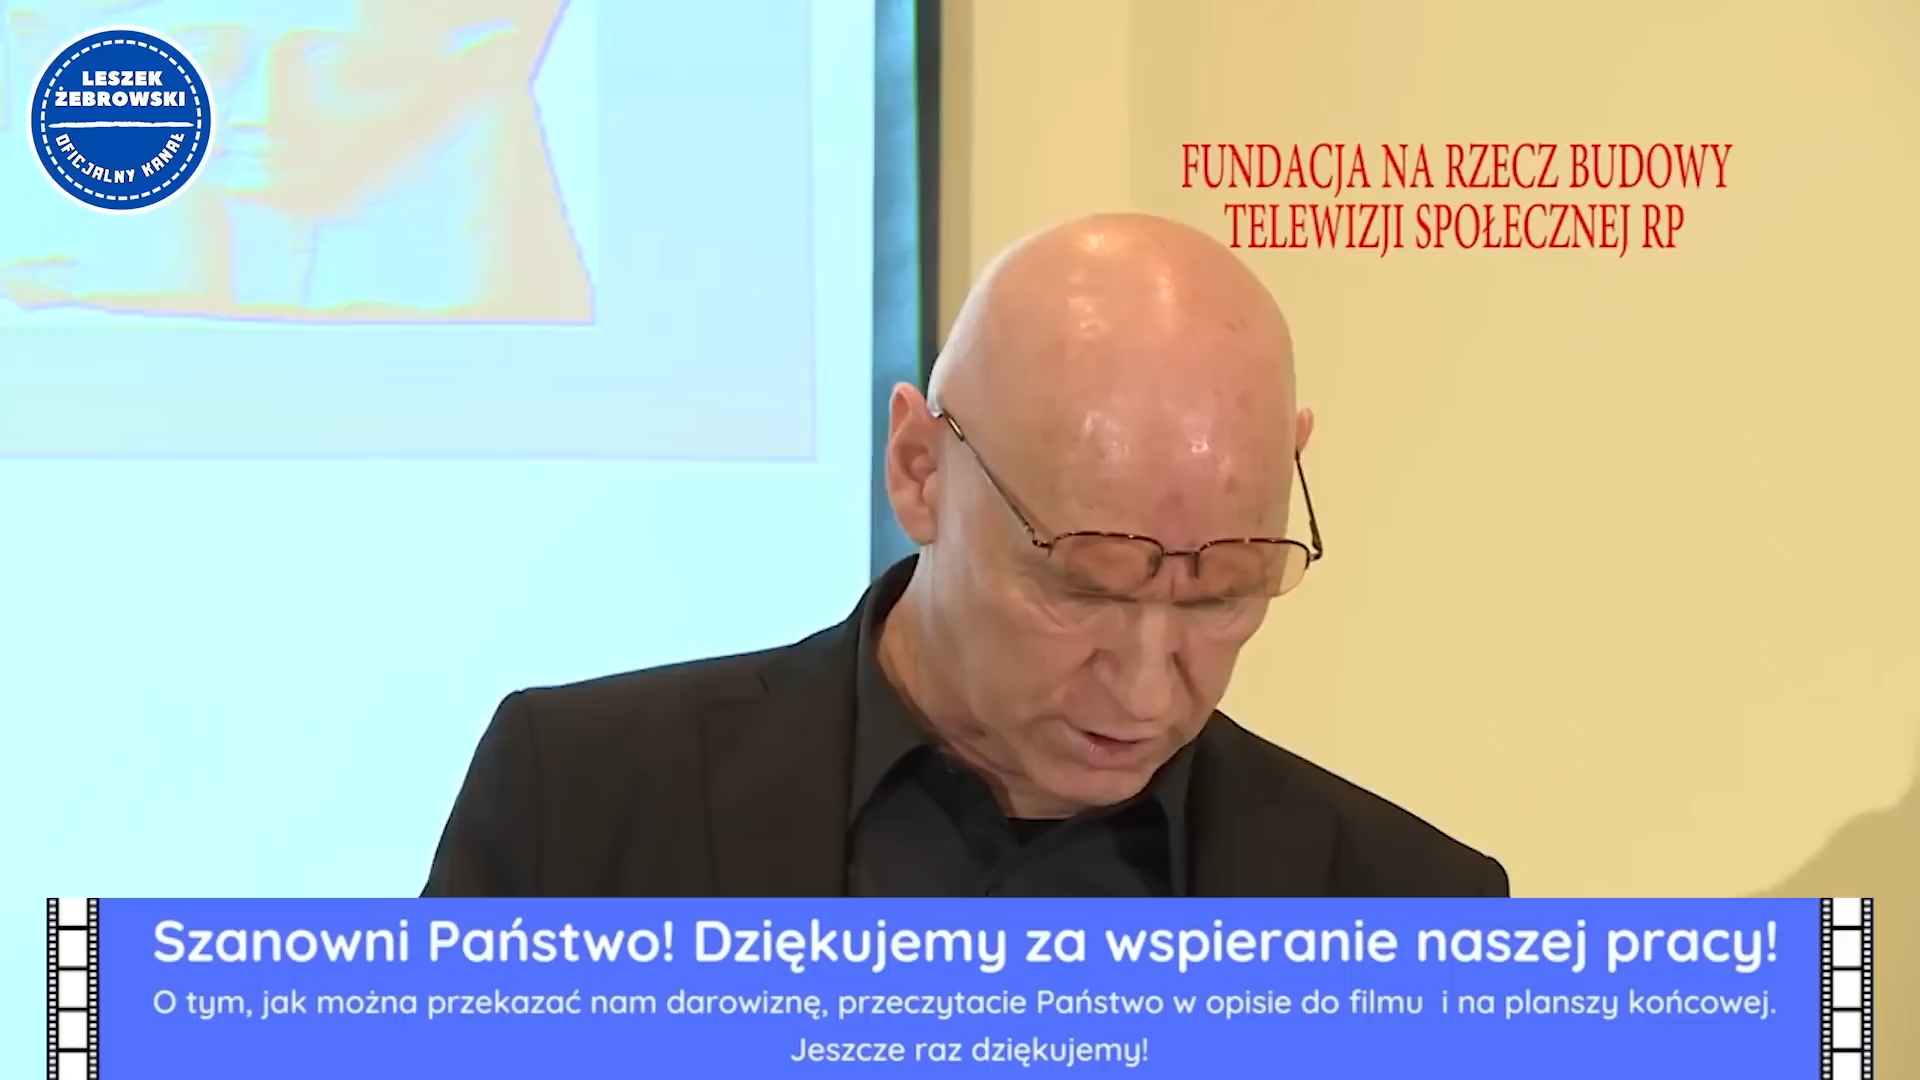 LESZEK
ŻEBROWSKI
OFICJALNY KANAŁ
FUNDACJA NA RZECZ BUDOWY
TELEWIZJI SPOŁECZNEJ RP
Szanowni Państwo! Dziękujemy za wspieranie naszej pracy!
O tym, jak można przekazać nam darowiznę, przeczytacie Państwo w opisie do filmu i na planszy końcowej.
Jeszcze raz dziękujemy!